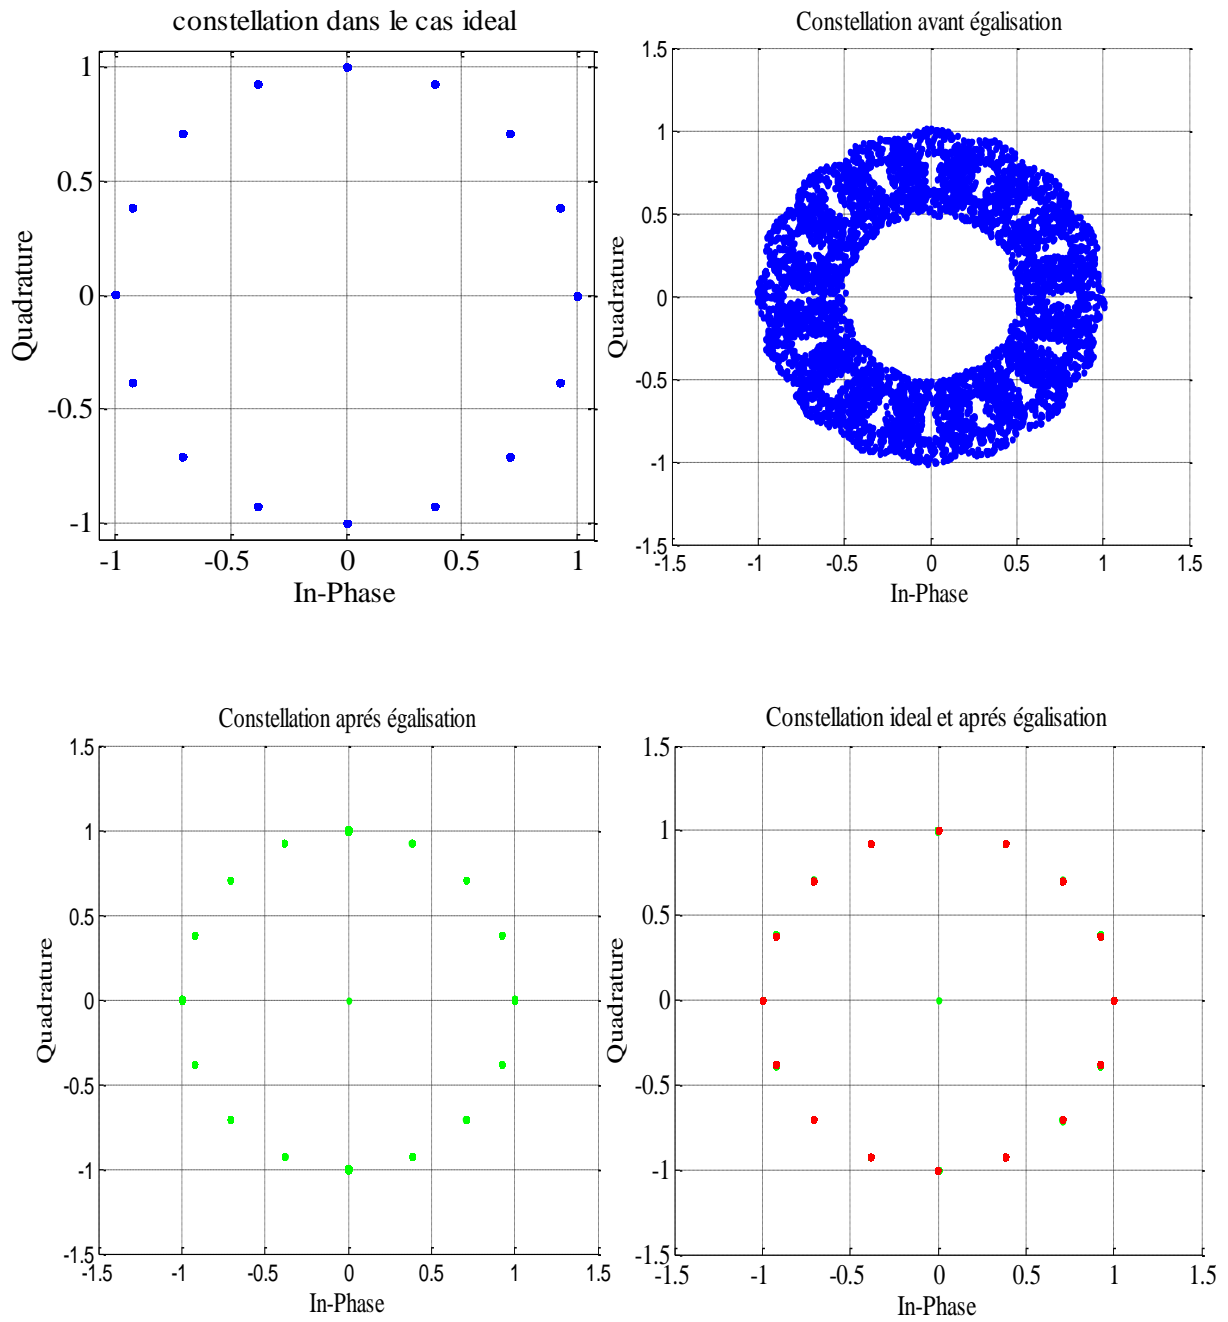 constellation dans le cas ideal
1
0.5
0
-0.5
-1
-1 -0.5 0 0.5 1
In-Phase
Quadrature
Constellation avant égalisation
1.5
1
0.5
0
-0.5
-1
-1.5
-1.5 -1 -0.5 0 0.5 1 1.5
In-Phase
Quadrature
Constellation aprés égalisation
1.5
1
0.5
0
-0.5
-1
-1.5
-1.5 -1 -0.5 0 0.5 1 1.5
In-Phase
Quadrature
Constellation ideal et aprés égalisation
1.5
1
0.5
0
-0.5
-1
-1.5
-1.5 -1 -0.5 0 0.5 1 1.5
In-Phase
Quadrature